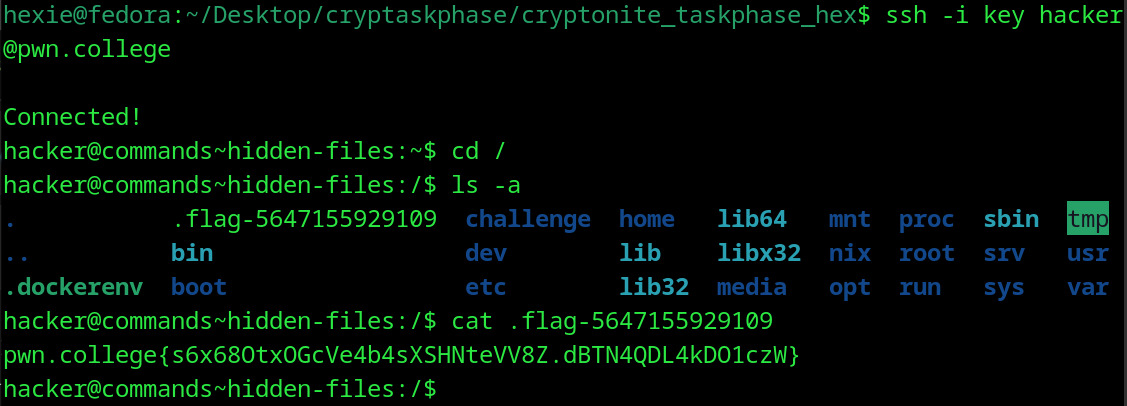 hexie@fedora:~/Desktop/cryptaskphase/cryptonite_taskphase_hex$ ssh -i key hacker
@pwn.college
Connected!
hacker@commands~hidden-files:~$ cd /
hacker@commands~hidden-files:/$ ls -a
. .flag-5647155929109 challenge home lib64 mnt proc sbin tmp
.. bin dev lib libx32 nix root srv usr
.dockerenv boot etc lib32 media opt run sys var
hacker@commands~hidden-files:/$ cat .flag-5647155929109
pwn.college{s6x68OtxOGcVe4b4sXSHNteVV8Z.dBTN4QDL4kDO1czW}
hacker@commands~hidden-files:/$